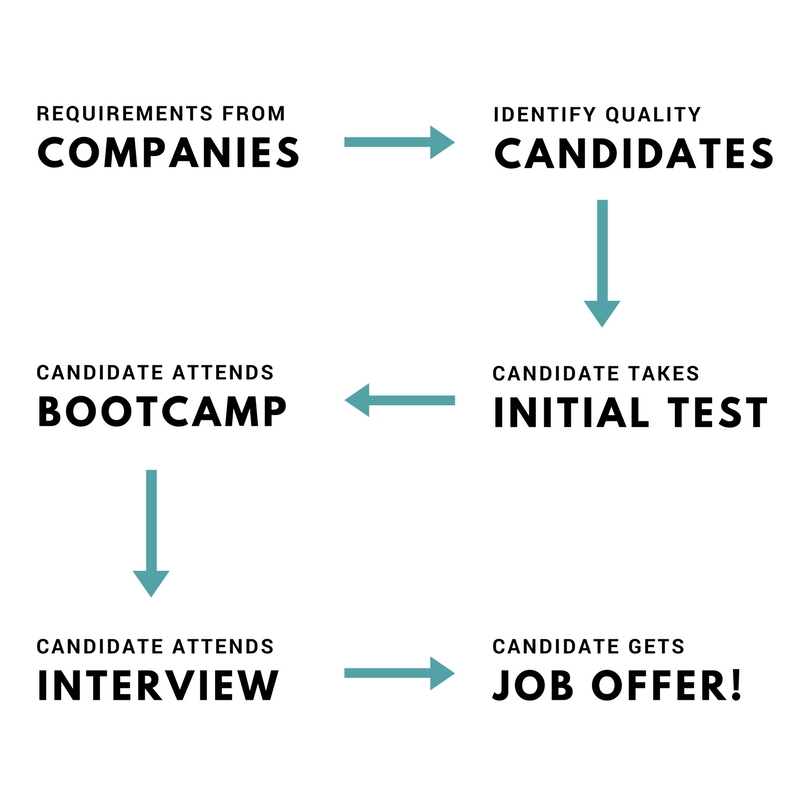 REQUIREMENTS FROM
COMPANIES
IDENTIFY QUALITY
CANDIDATES
CANDIDATE TAKES
INITIAL TEST
CANDIDATE ATTENDS
BOOTCAMP
CANDIDATE ATTENDS
INTERVIEW
CANDIDATE GETS
JOB OFFER!